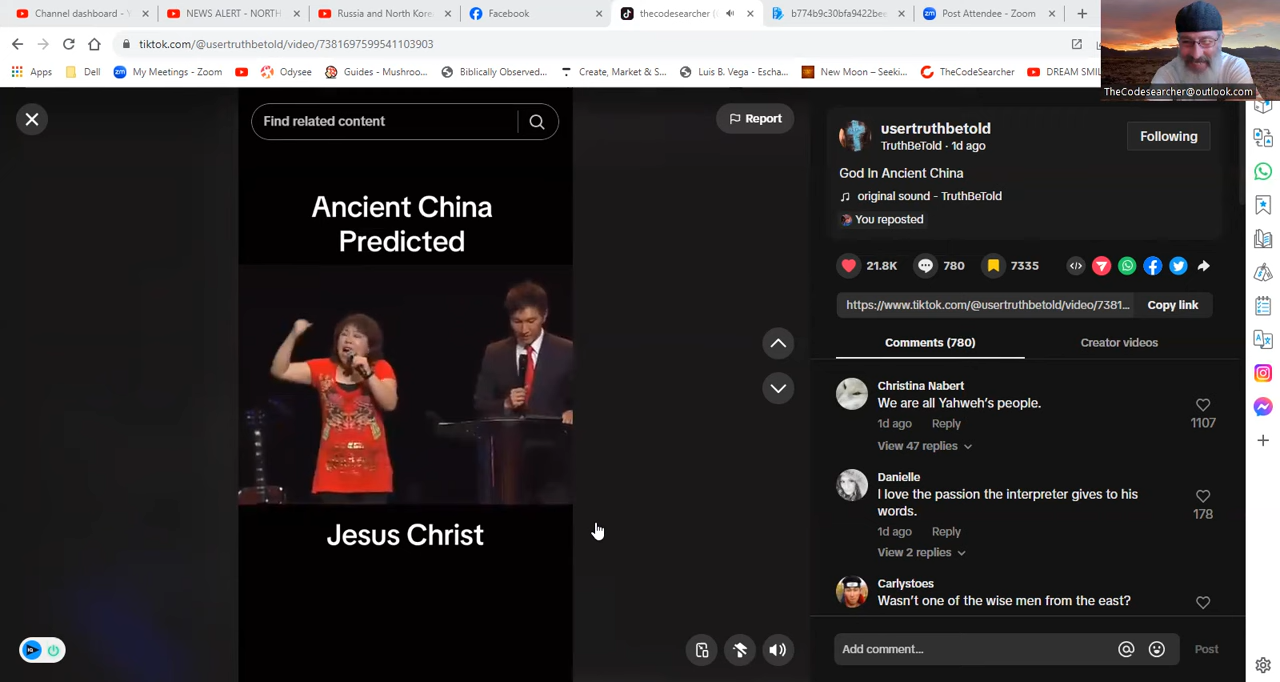 Channel dashboard - Y
NEWS ALERT - NORTH
Russia and North Kore
Facebook
thecodesearcher (
b774b9c30bfa9422bee
Post Attendee - Zoom
tiktok.com/@usertruthbetold/video/7381697599541103903
Apps
Dell
My Meetings - Zoom
Odysee
Guides - Mushroo...
Biblically Observed...
Create, Market & S...
Luis B. Vega - Escha...
New Moon – Seeki...
TheCodeSearcher
DREAM SMIL
TheCodesearcher@outlook.com
Find related content
Report
Ancient China
Predicted
Jesus Christ
usertruthbetold
TruthBeTold · 1d ago
Following
God In Ancient China
original sound - TruthBeTold
You reposted
21.8K
780
7335
https://www.tiktok.com/@usertruthbetold/video/7381...
Copy link
Comments (780)
Creator videos
Christina Nabert
We are all Yahweh's people.
1d ago
Reply
1107
View 47 replies
Danielle
I love the passion the interpreter gives to his
words.
178
1d ago
Reply
View 2 replies
Carlystoes
Wasn't one of the wise men from the east?
Add comment...
Post